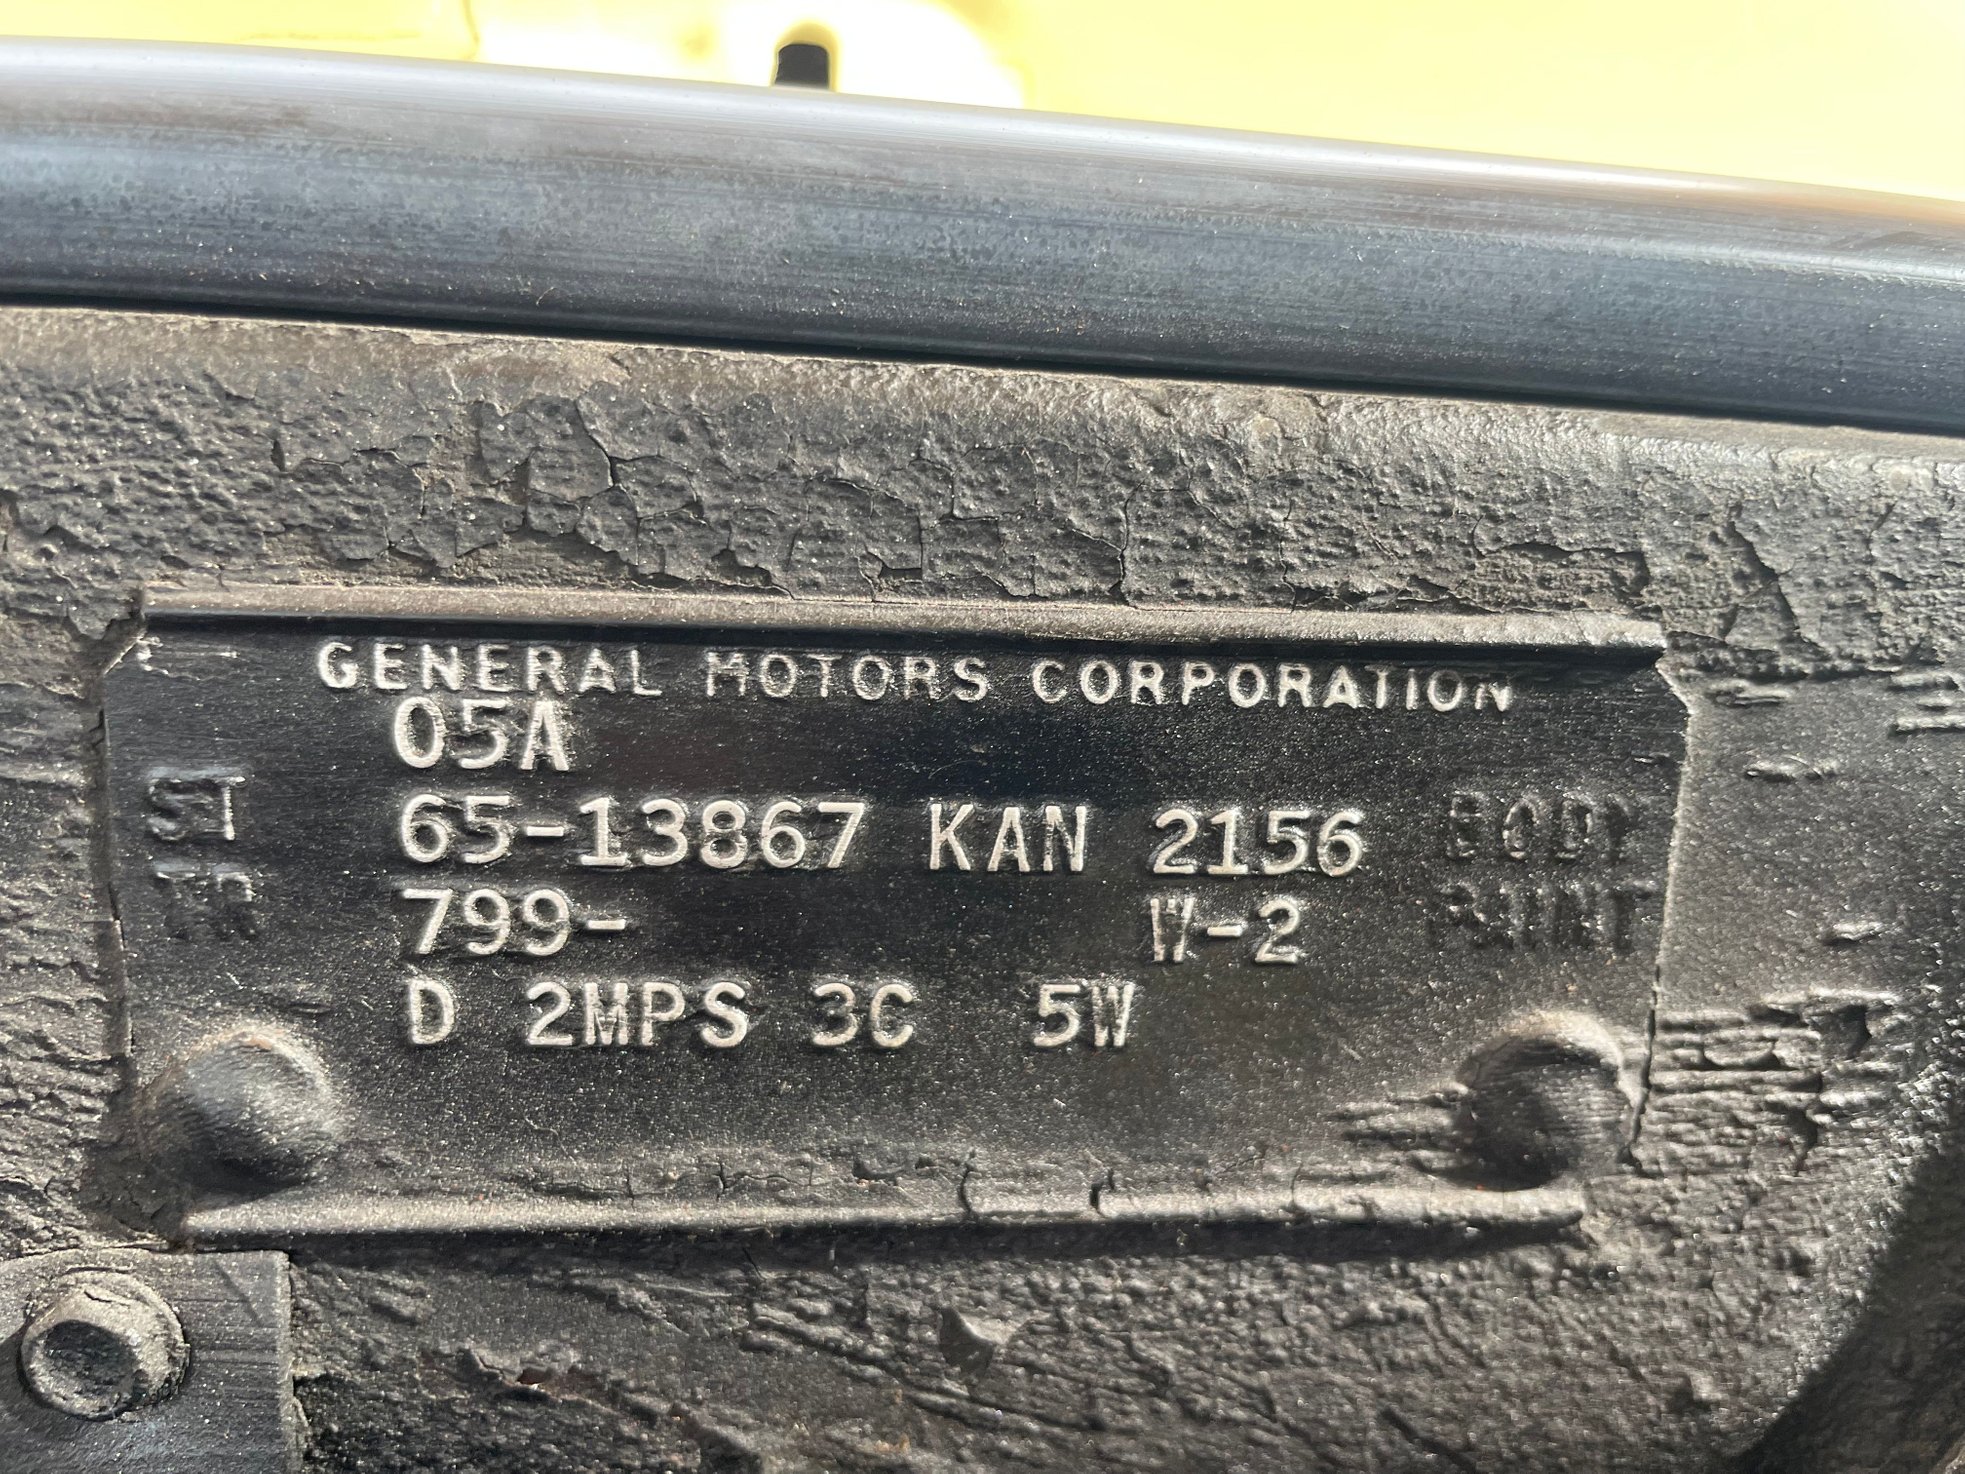 GENERAL MOTORS CORPORATION
05A
ST 65-13867 KAN 2156 BODY
TR 799- W-2 PAINT
D 2MPS 3C 5W